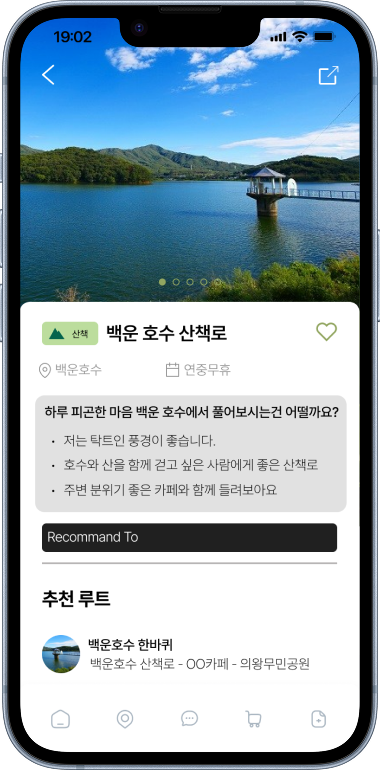 19:02
산책 백운 호수 산책로
백운호수 연중무휴
하루 피곤한 마음 백운 호수에서 풀어보시는건 어떨까요?
• 저는 탁트인 풍경이 좋습니다.
• 호수와 산을 함께 걷고 싶은 사람에게 좋은 산책로
• 주변 분위기 좋은 카페와 함께 들려보아요
Recommand To
추천 루트
백운호수 한바퀴
백운호수 산책로 - OO카페 - 의왕무민공원